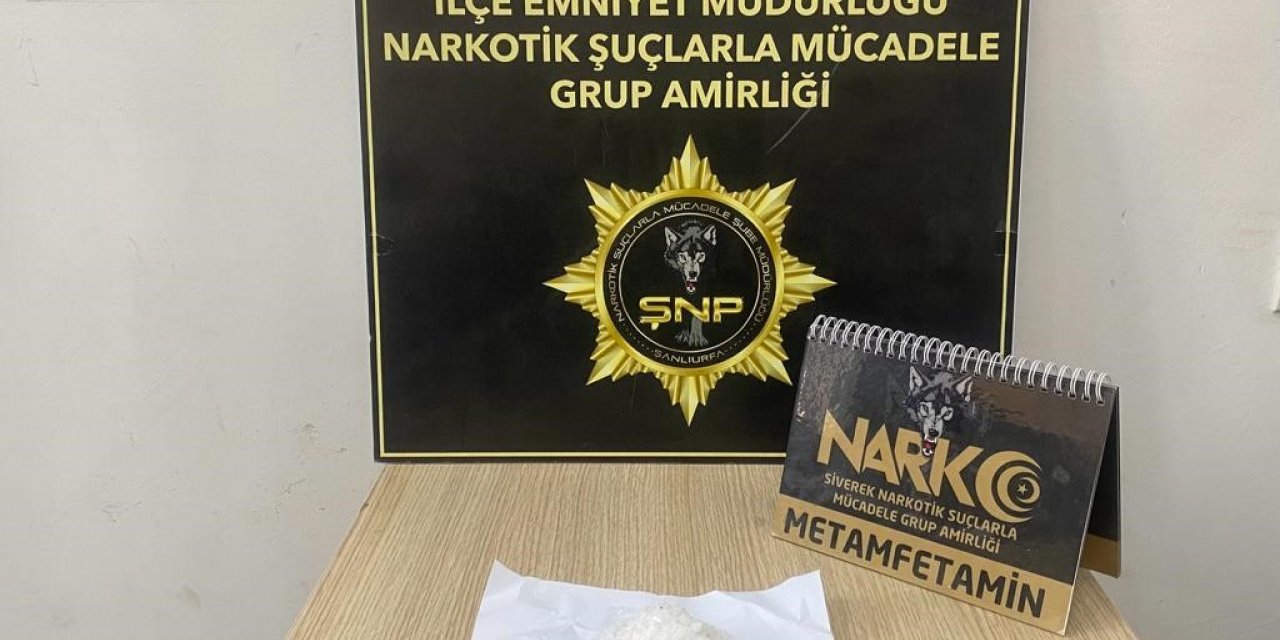 İLÇE EMNİYET MÜDÜRLÜĞÜ
NARKOTİK ŞUÇLARLA MÜCADELE
GRUP AMİRLİĞİ
NARKOTİK SUÇLARLA MÜCADELE ŞUBE MÜDÜRLÜĞÜ
ŞNP
ŞANLIURFA
NARKO
SİVEREK NARKOTİK SUÇLARLA
MÜCADELE GRUP AMİRLİĞİ
METAMFETAMİN